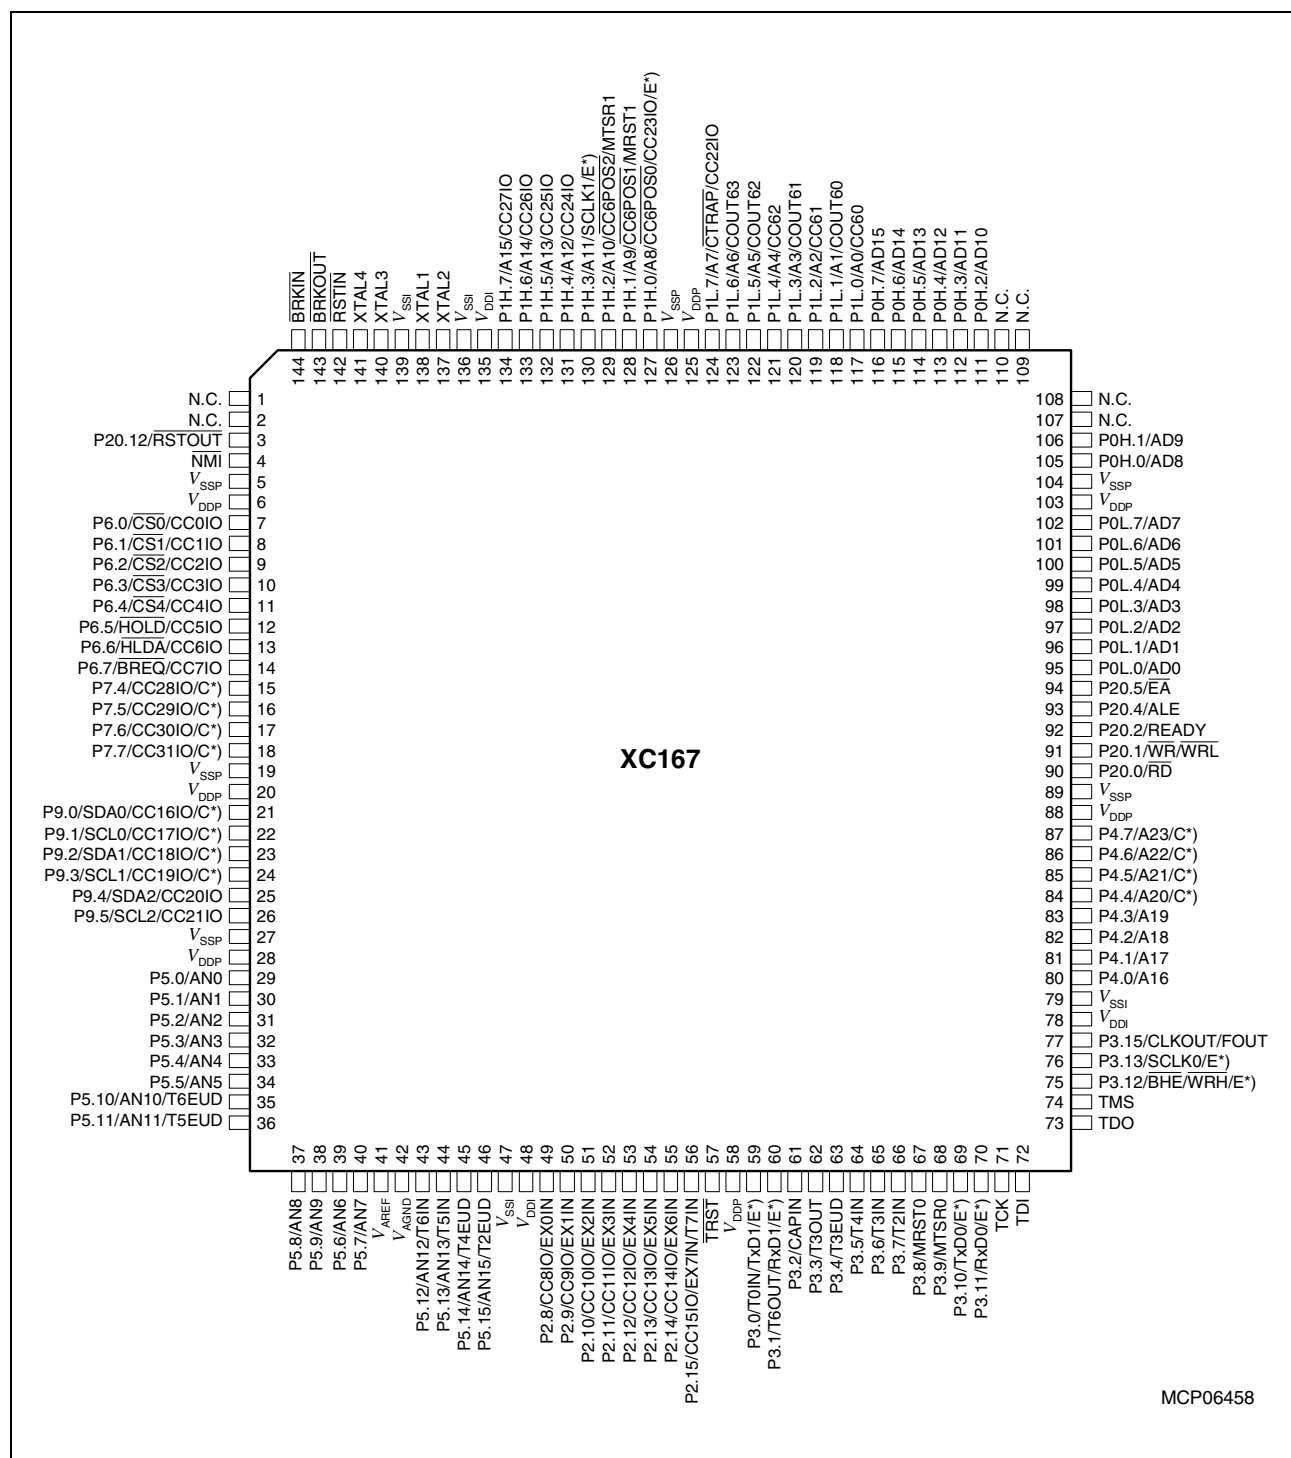 BRKIN
BRKOUT
RSTIN
XTAL4
XTAL3
VSSI
XTAL1
XTAL2
VSSI
VDDI
P1H.7/A15/CC27IO
P1H.6/A14/CC26IO
P1H.5/A13/CC25IO
P1H.4/A12/CC24IO
P1H.3/A11/SCLK1/E*)
P1H.2/A10/CC6POS2/MTSR1
P1H.1/A9/CC6POS1/MRST1
P1H.0/A8/CC6POS0/CC23IO/E*)
VSSP
VDDP
P1L.7/A7/CTRAP/CC22IO
P1L.6/A6/COUT63
P1L.5/A5/COUT62
P1L.4/A4/CC62
P1L.3/A3/COUT61
P1L.2/A2/CC61
P1L.1/A1/COUT60
P1L.0/A0/CC60
P0H.7/AD15
P0H.6/AD14
P0H.5/AD13
P0H.4/AD12
P0H.3/AD11
P0H.2/AD10
N.C.
N.C.
144
143
142
141
140
139
138
137
136
135
134
133
132
131
130
129
128
127
126
125
124
123
122
121
120
119
118
117
116
115
114
113
112
111
110
109
N.C. 1
N.C. 2
P20.12/RSTOUT 3
NMI 4
VSSP 5
VDDP 6
P6.0/CS0/CC0IO 7
P6.1/CS1/CC1IO 8
P6.2/CS2/CC2IO 9
P6.3/CS3/CC3IO 10
P6.4/CS4/CC4IO 11
P6.5/HOLD/CC5IO 12
P6.6/HLDA/CC6IO 13
P6.7/BREQ/CC7IO 14
P7.4/CC28IO/C*) 15
P7.5/CC29IO/C*) 16
P7.6/CC30IO/C*) 17
P7.7/CC31IO/C*) 18
VSSP 19
VDDP 20
P9.0/SDA0/CC16IO/C*) 21
P9.1/SCL0/CC17IO/C*) 22
P9.2/SDA1/CC18IO/C*) 23
P9.3/SCL1/CC19IO/C*) 24
P9.4/SDA2/CC20IO 25
P9.5/SCL2/CC21IO 26
VSSP 27
VDDP 28
P5.0/AN0 29
P5.1/AN1 30
P5.2/AN2 31
P5.3/AN3 32
P5.4/AN4 33
P5.5/AN5 34
P5.10/AN10/T6EUD 35
P5.11/AN11/T5EUD 36
XC167
108 N.C.
107 N.C.
106 P0H.1/AD9
105 P0H.0/AD8
104 VSSP
103 VDDP
102 P0L.7/AD7
101 P0L.6/AD6
100 P0L.5/AD5
99 P0L.4/AD4
98 P0L.3/AD3
97 P0L.2/AD2
96 P0L.1/AD1
95 P0L.0/AD0
94 P20.5/EA
93 P20.4/ALE
92 P20.2/READY
91 P20.1/WR/WRL
90 P20.0/RD
89 VSSP
88 VDDP
87 P4.7/A23/C*)
86 P4.6/A22/C*)
85 P4.5/A21/C*)
84 P4.4/A20/C*)
83 P4.3/A19
82 P4.2/A18
81 P4.1/A17
80 P4.0/A16
79 VSSI
78 VDDI
77 P3.15/CLKOUT/FOUT
76 P3.13/SCLK0/E*)
75 P3.12/BHE/WRH/E*)
74 TMS
73 TDO
37
38
39
40
41
42
43
44
45
46
47
48
49
50
51
52
53
54
55
56
57
58
59
60
61
62
63
64
65
66
67
68
69
70
71
72
P5.8/AN8
P5.9/AN9
P5.6/AN6
P5.7/AN7
VAREF
VAGND
P5.12/AN12/T6IN
P5.13/AN13/T5IN
P5.14/AN14/T4EUD
P5.15/AN15/T2EUD
VSSI
VDDI
P2.8/CC8IO/EX0IN
P2.9/CC9IO/EX1IN
P2.10/CC10IO/EX2IN
P2.11/CC11IO/EX3IN
P2.12/CC12IO/EX4IN
P2.13/CC13IO/EX5IN
P2.14/CC14IO/EX6IN
P2.15/CC15IO/EX7IN/T7IN
TRST
VDDP
P3.0/T0IN/TxD1/E*)
P3.1/T6OUT/RxD1/E*)
P3.2/CAPIN
P3.3/T3OUT
P3.4/T3EUD
P3.5/T4IN
P3.6/T3IN
P3.7/T2IN
P3.8/MRST0
P3.9/MTSR0
P3.10/TxD0/E*)
P3.11/RxD0/E*)
TCK
TDI
MCP06458